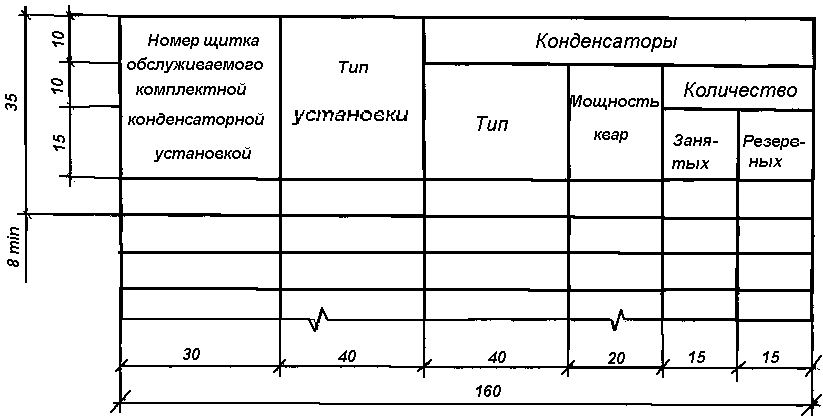 Номер щитка
обслуживаемого
комплектной
конденсаторной
установкой
Тип
установки
Конденсаторы
Тип
Мощность
квар
Количество
Заня-
тых
Резерв-
ных
10
10
15
35
8 min
30
40
40
20
15
15
160